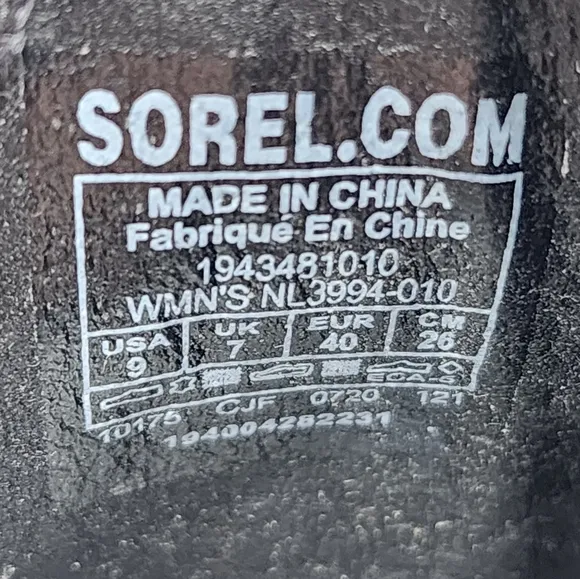 SOREL.COM
MADE IN CHINA
Fabriqué En Chine
1943481010
WMN'S NL3994-010
USA UK EUR CM
9 7 40 26
10175 CJF 0720 121
194004282231